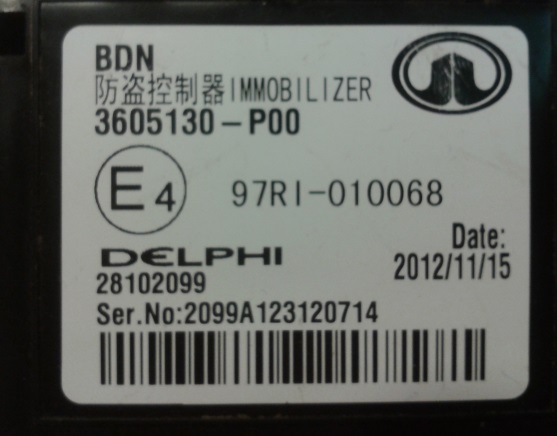 BDN
防盗控制器IMMOBILIZER
3605130-P00
E4
97RI-010068
DELPHI
Date:
28102099
2012/11/15
Ser.No:2099A123120714